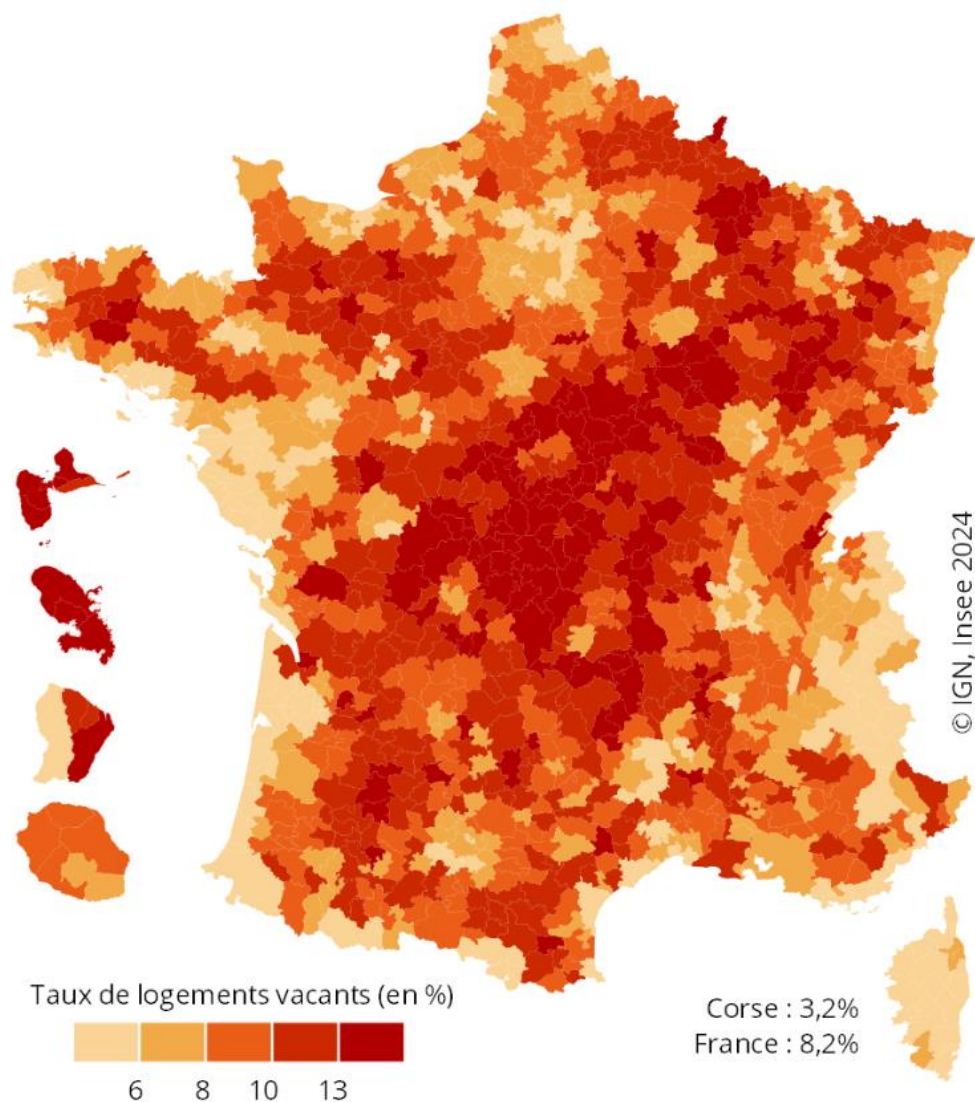 © IGN, Insee 2024
Taux de logements vacants (en %)
6 8 10 13
Corse : 3,2%
France : 8,2%